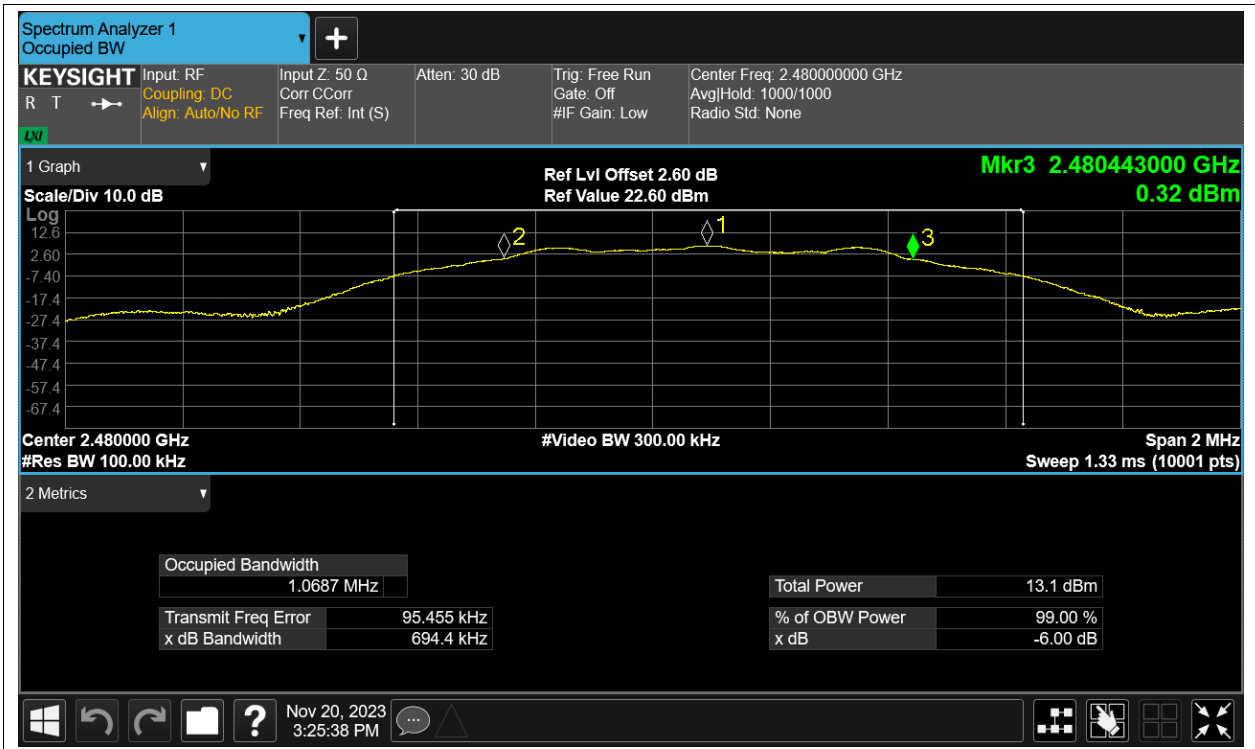 Spectrum Analyzer 1
Occupied BW
KEYSIGHT
R T
LXI
Input: RF
Coupling: DC
Align: Auto/No RF
Input Z: 50 Ω
Corr CCorr
Freq Ref: Int (S)
Atten: 30 dB
Trig: Free Run
Gate: Off
#IF Gain: Low
Center Freq: 2.480000000 GHz
Avg|Hold: 1000/1000
Radio Std: None
1 Graph
Scale/Div 10.0 dB
Ref Lvl Offset 2.60 dB
Ref Value 22.60 dBm
Mkr3 2.480443000 GHz
0.32 dBm
Log
12.6
2.60
-7.40
-17.4
-27.4
-37.4
-47.4
-57.4
-67.4
2
1
3
Center 2.480000 GHz
#Res BW 100.00 kHz
#Video BW 300.00 kHz
Span 2 MHz
Sweep 1.33 ms (10001 pts)
2 Metrics
Occupied Bandwidth
1.0687 MHz
Transmit Freq Error 95.455 kHz
x dB Bandwidth 694.4 kHz
Total Power 13.1 dBm
% of OBW Power 99.00 %
x dB -6.00 dB
?
Nov 20, 2023
3:25:38 PM